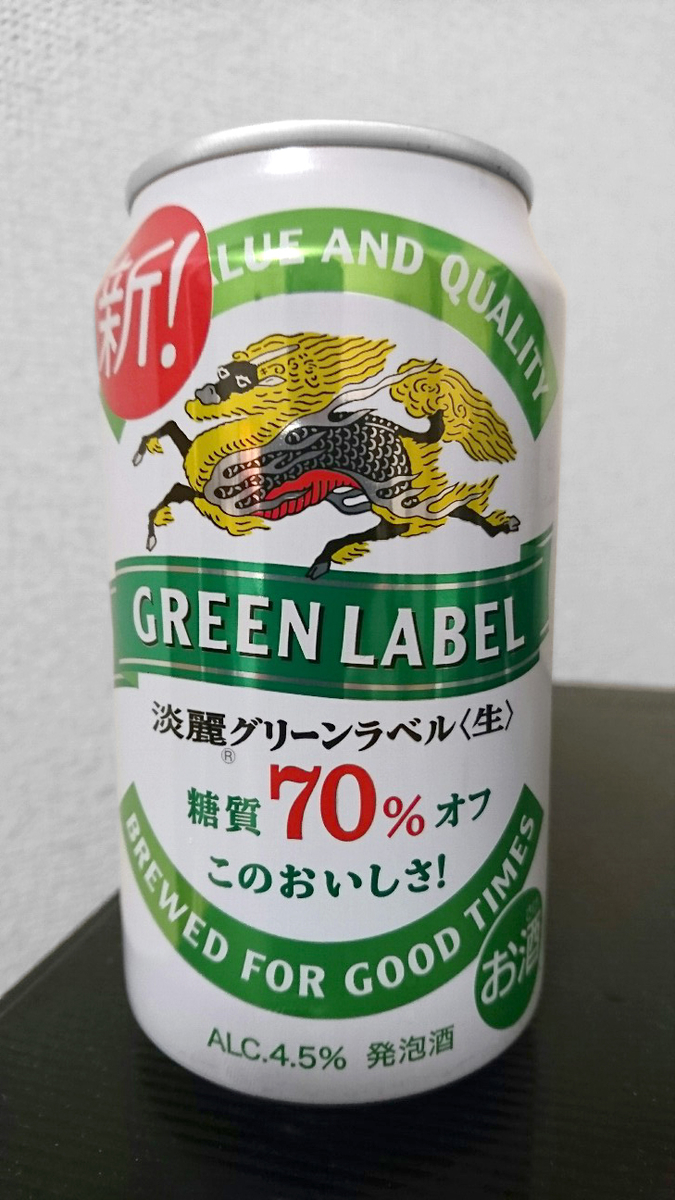 新!
VALUE AND QUALITY
GREEN LABEL
淡麗®グリーンラベル〈生〉
糖質70%オフ
このおいしさ!
BREWED FOR GOOD TIMES
お酒
ALC.4.5% 発泡酒